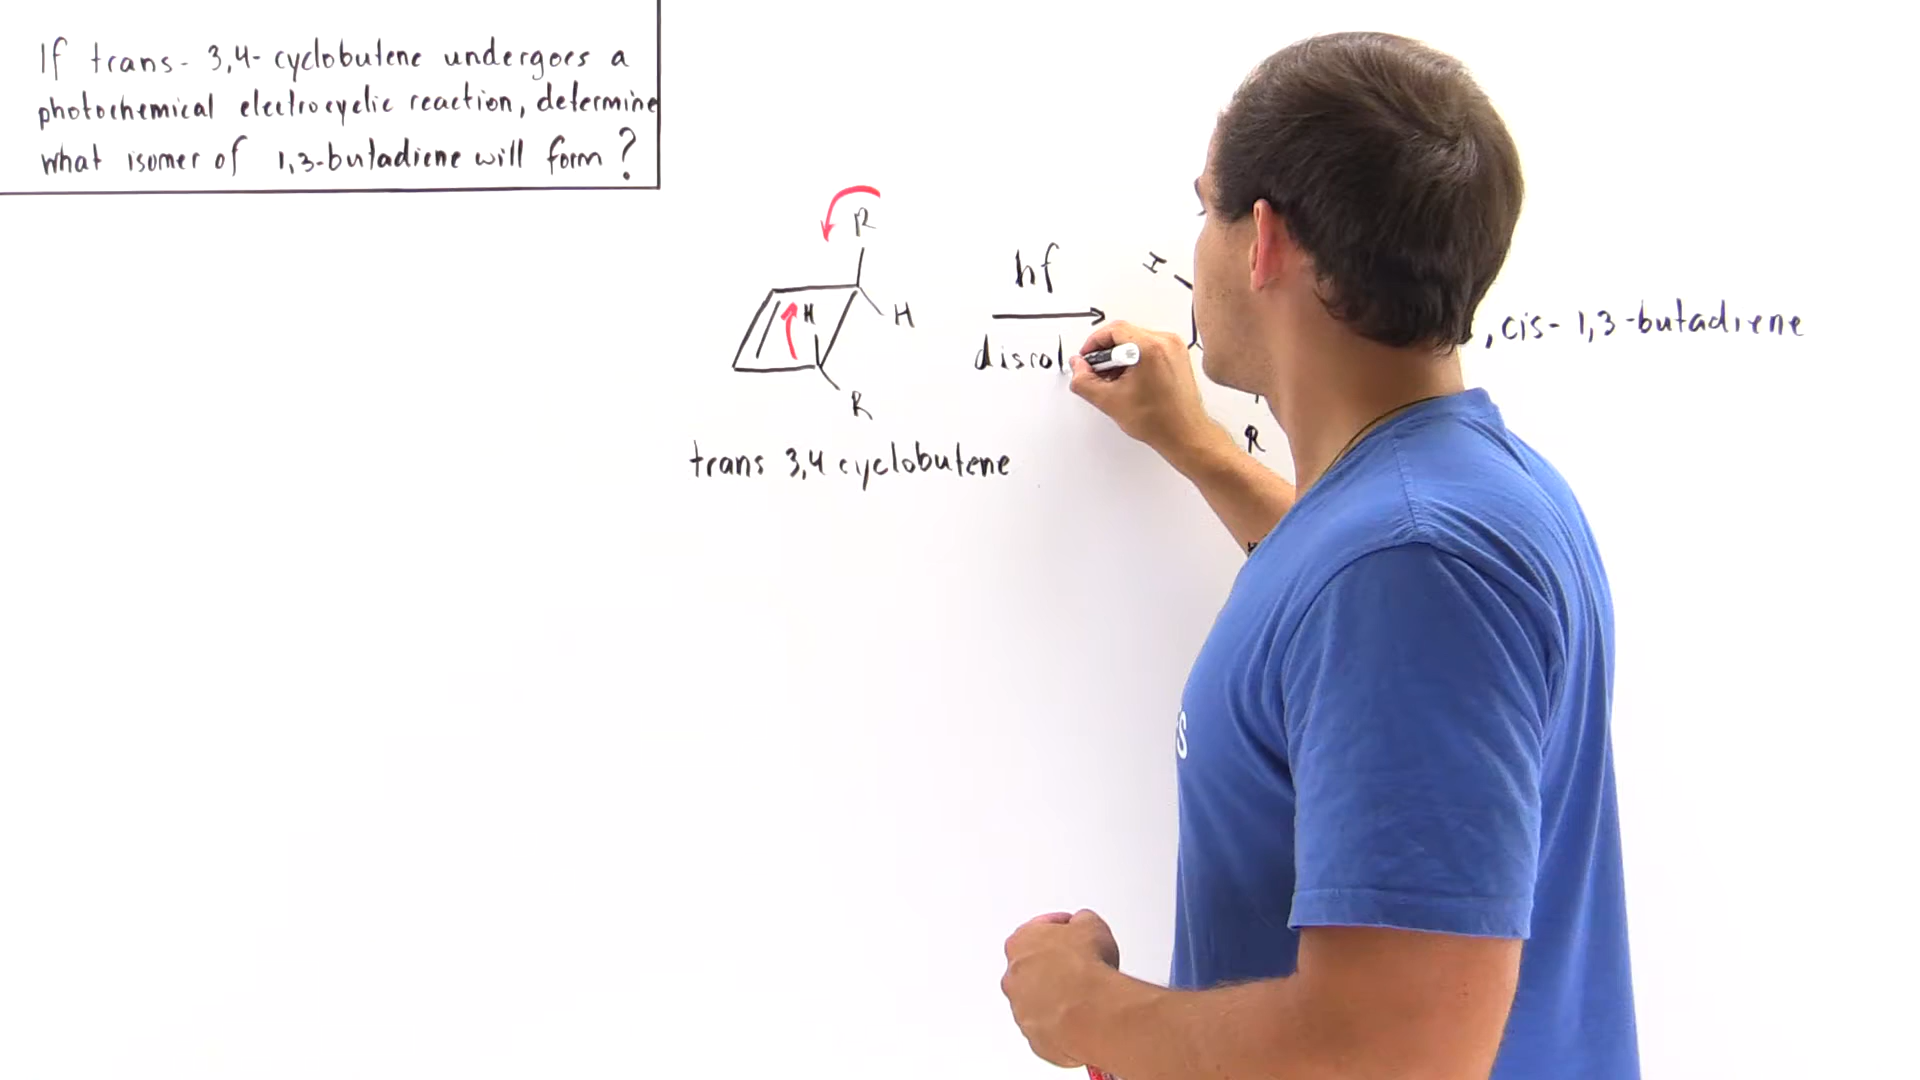 If trans- 3,4- cyclobutene undergoes a
photochemical electrocyclic reaction, determine
what isomer of 1,3-butadiene will form ?
R
H
H
R
trans 3,4 cyclobutene
hf
disrot
H
R
, cis- 1,3-butadiene
S